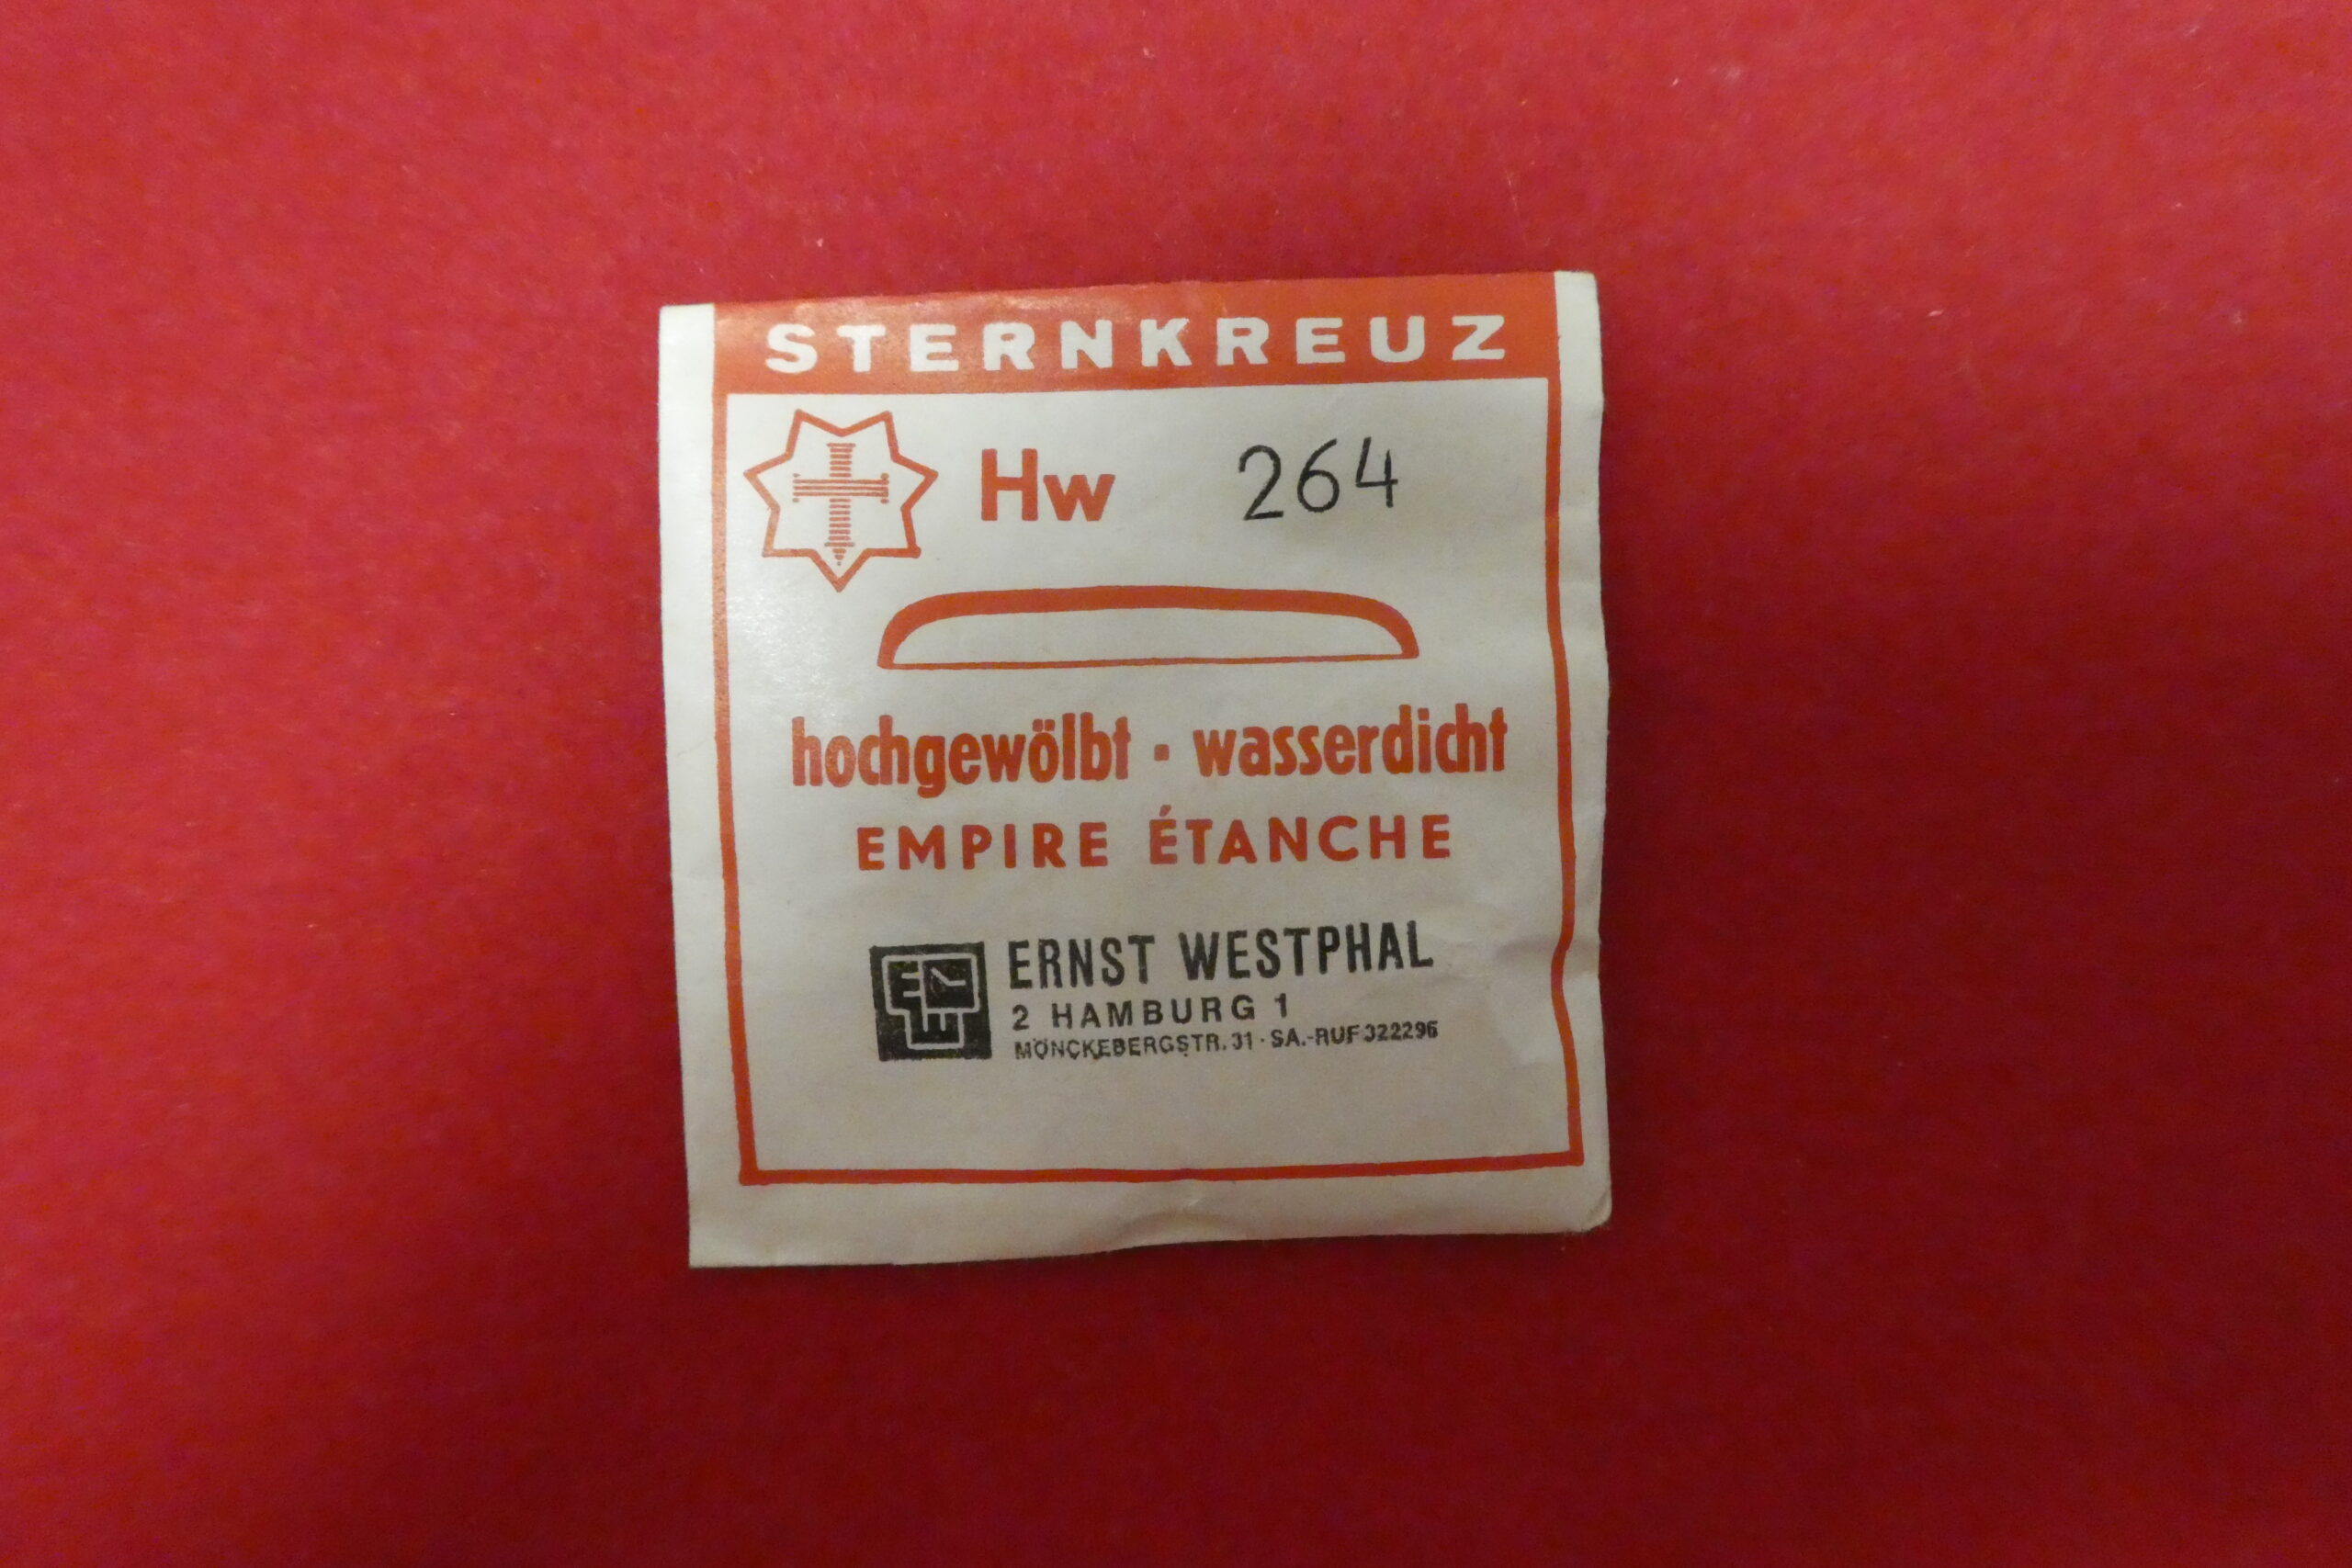 STERNKREUZ
Hw 264
hochgewölbt · wasserdicht
EMPIRE ÉTANCHE
ERNST WESTPHAL
2 HAMBURG 1
MÖNCKEBERGSTR. 31 · SA.-RUF 322296